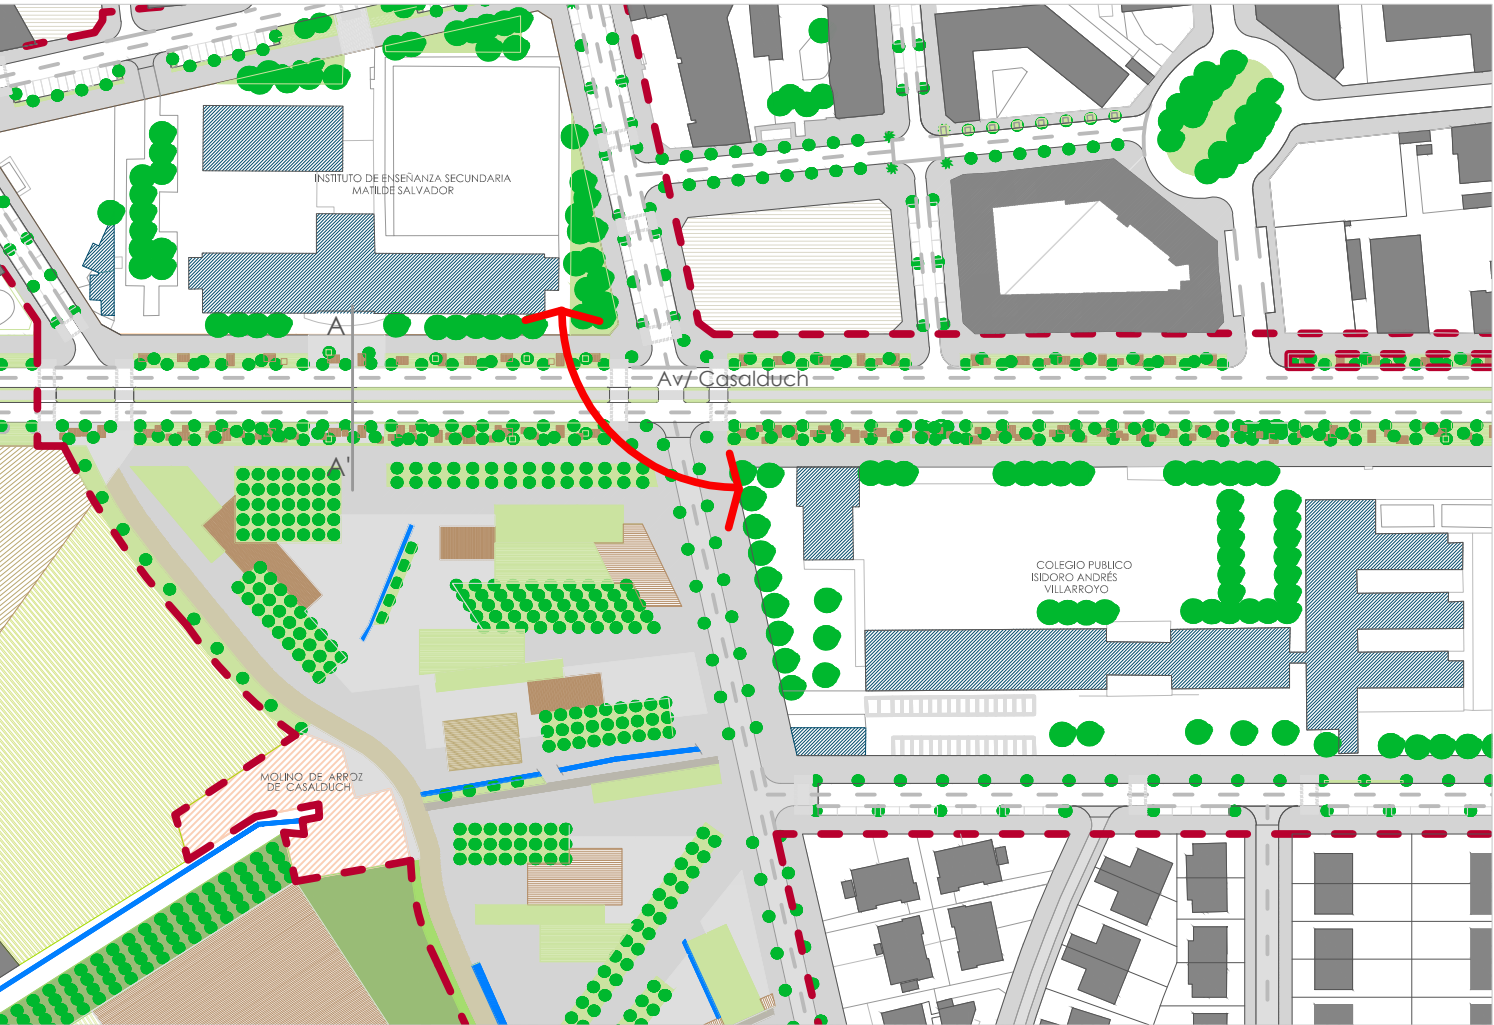 INSTITUTO DE ENSEÑANZA SECUNDARIA
MATILDE SALVADOR
A
Av/ Casalduch
A'
COLEGIO PUBLICO
ISIDORO ANDRÉS
VILLARROYO
MOLINO DE ARROZ
DE CASALDUCH